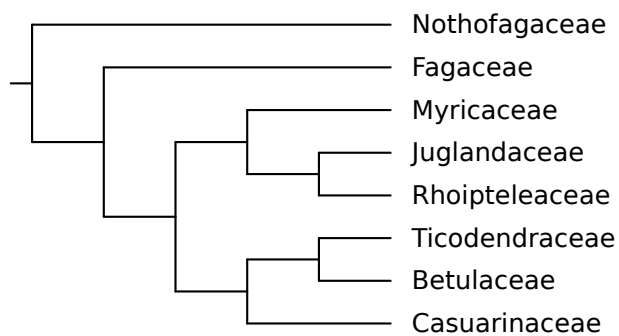 Nothofagaceae
Fagaceae
Myricaceae
Juglandaceae
Rhoipteleaceae
Ticodendraceae
Betulaceae
Casuarinaceae